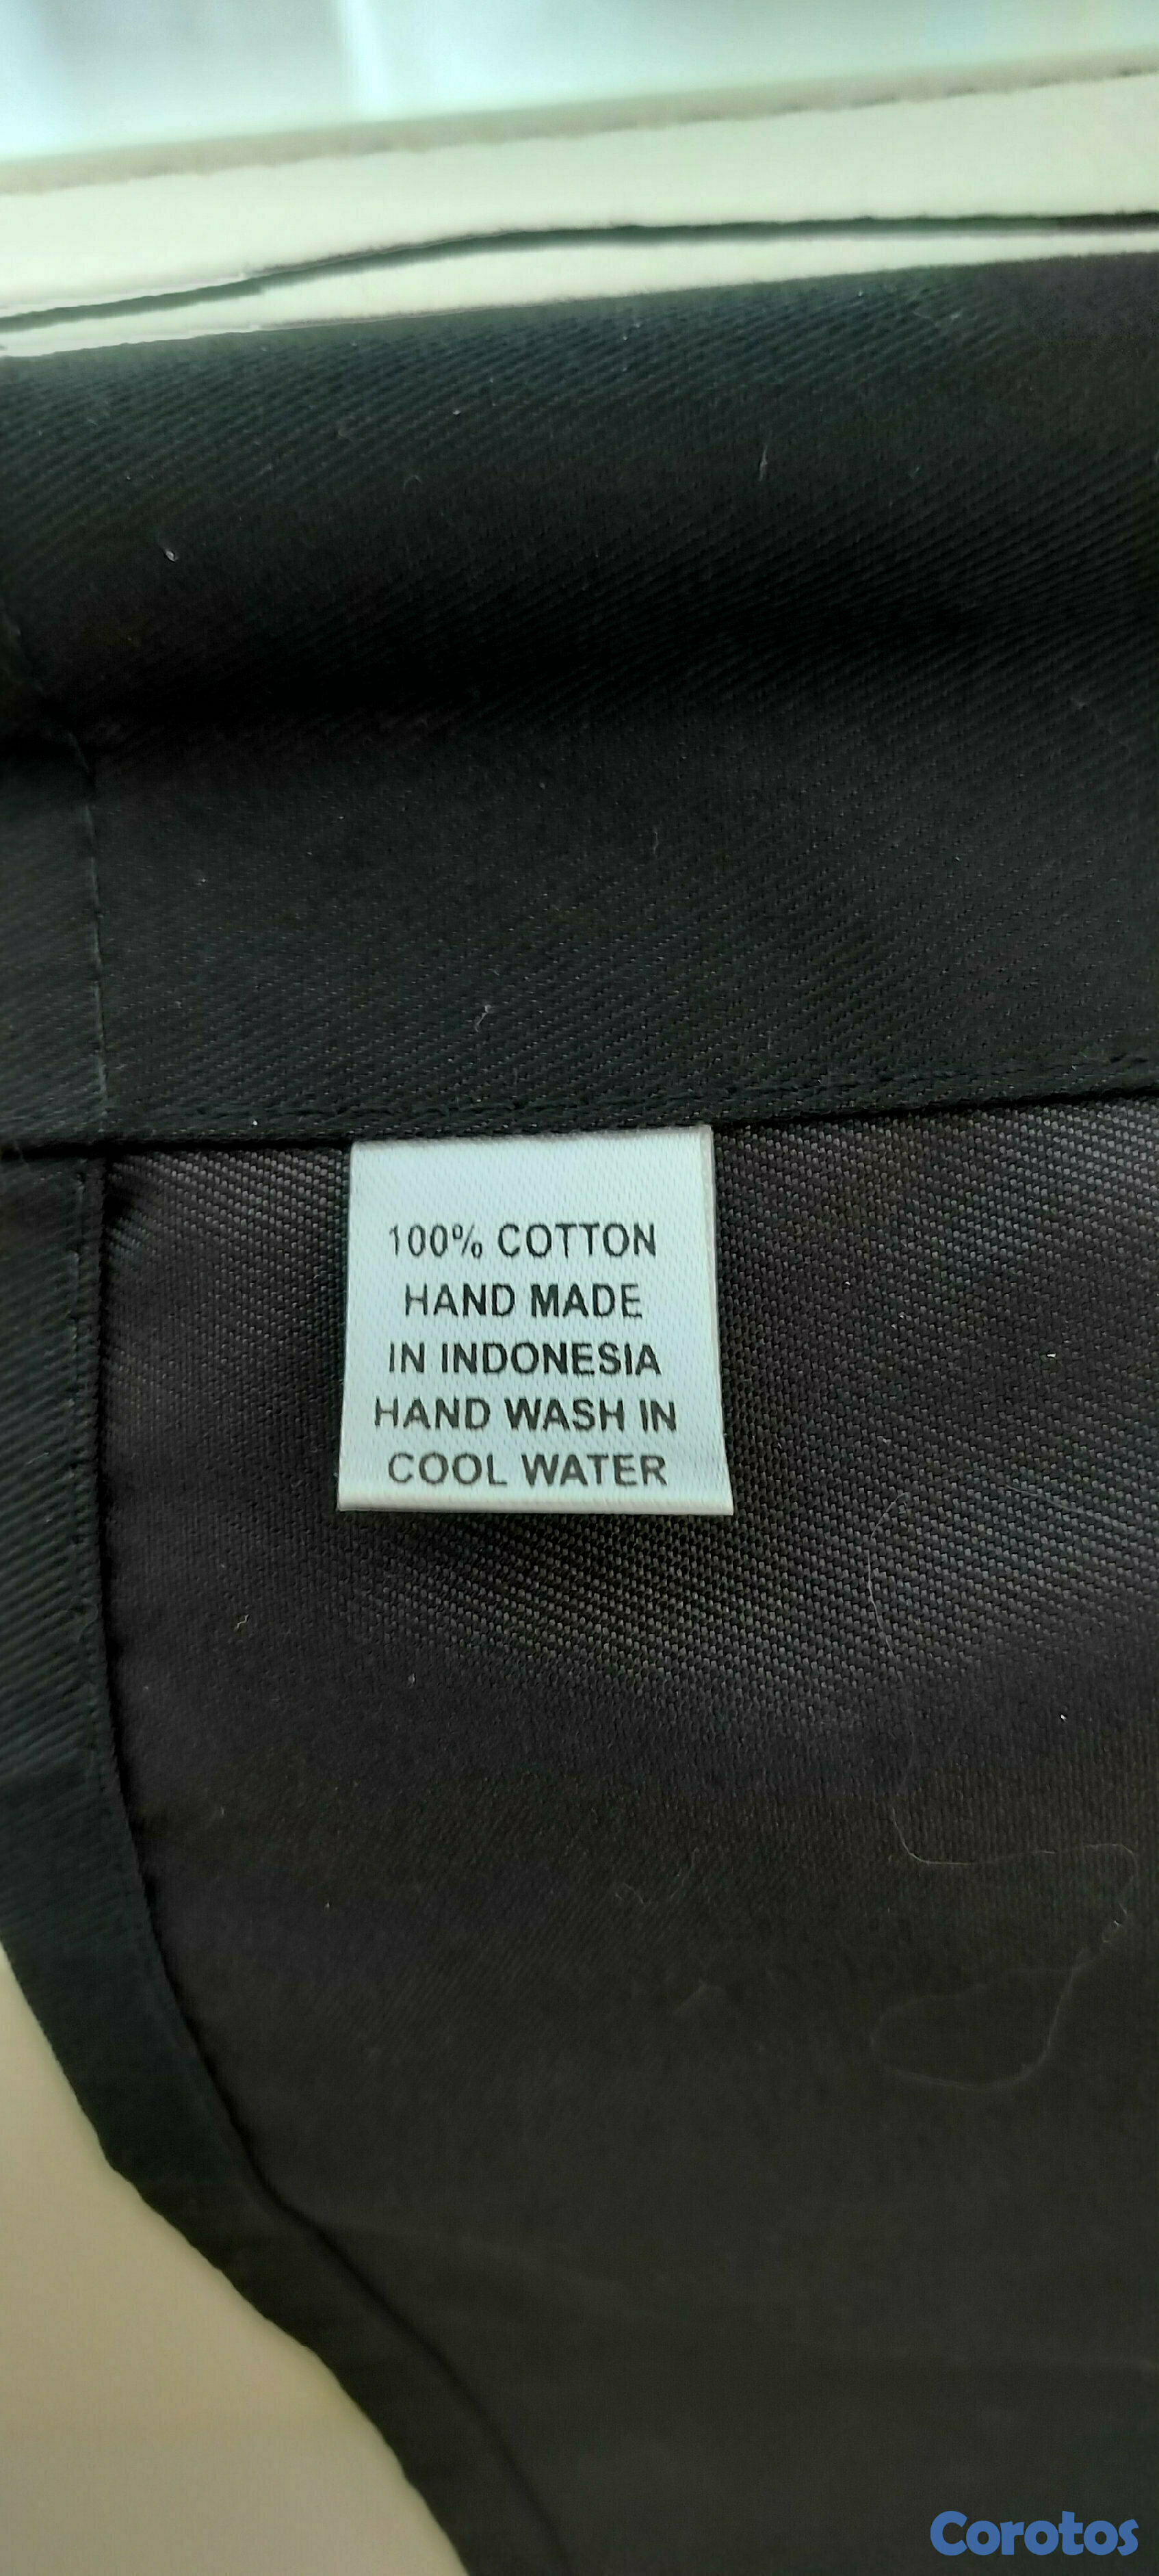 100% COTTON
HAND MADE
IN INDONESIA
HAND WASH IN
COOL WATER
Corotos